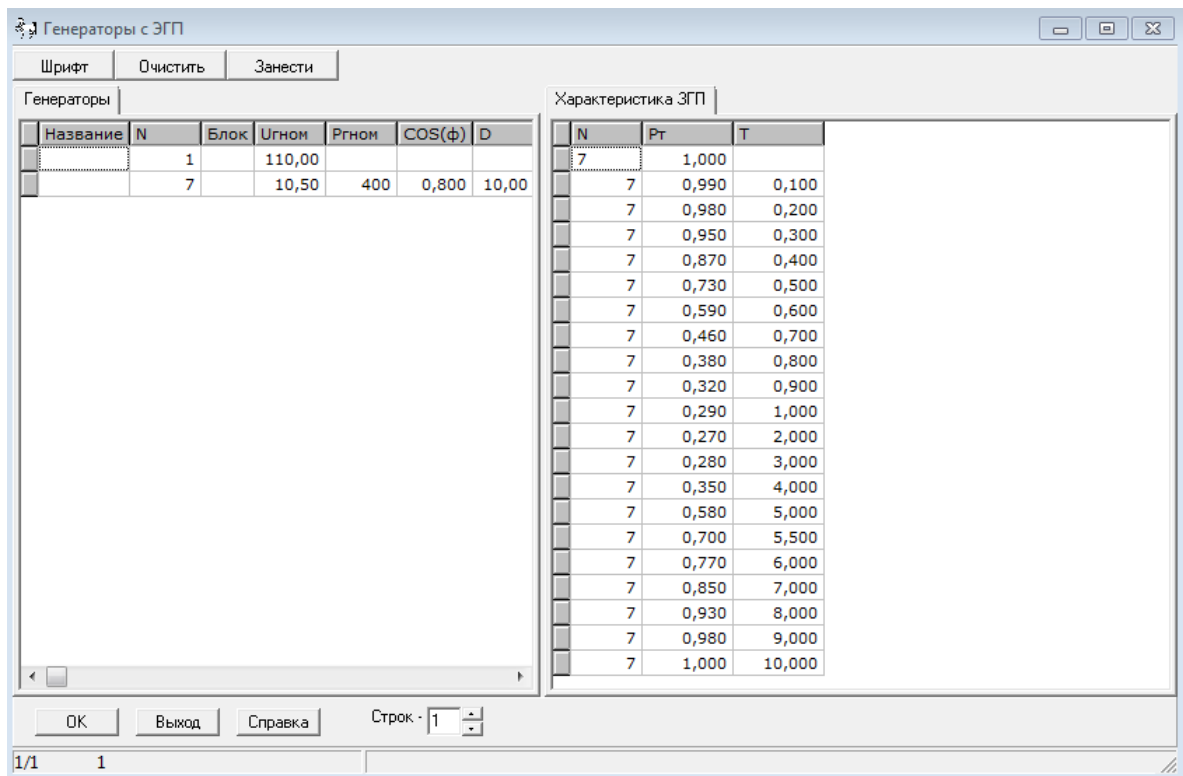 Генераторы с ЭГП
Шрифт Очистить Занести
Генераторы
Название N Блок Uгном Pгном COS(ф) D
1 110,00
7 10,50 400 0,800 10,00
Характеристика ЭГП
N Рт Т
7 1,000
7 0,990 0,100
7 0,980 0,200
7 0,950 0,300
7 0,870 0,400
7 0,730 0,500
7 0,590 0,600
7 0,460 0,700
7 0,380 0,800
7 0,320 0,900
7 0,290 1,000
7 0,270 2,000
7 0,280 3,000
7 0,350 4,000
7 0,580 5,000
7 0,700 5,500
7 0,770 6,000
7 0,850 7,000
7 0,930 8,000
7 0,980 9,000
7 1,000 10,000
OK Выход Справка Строк - 1
1/1 1